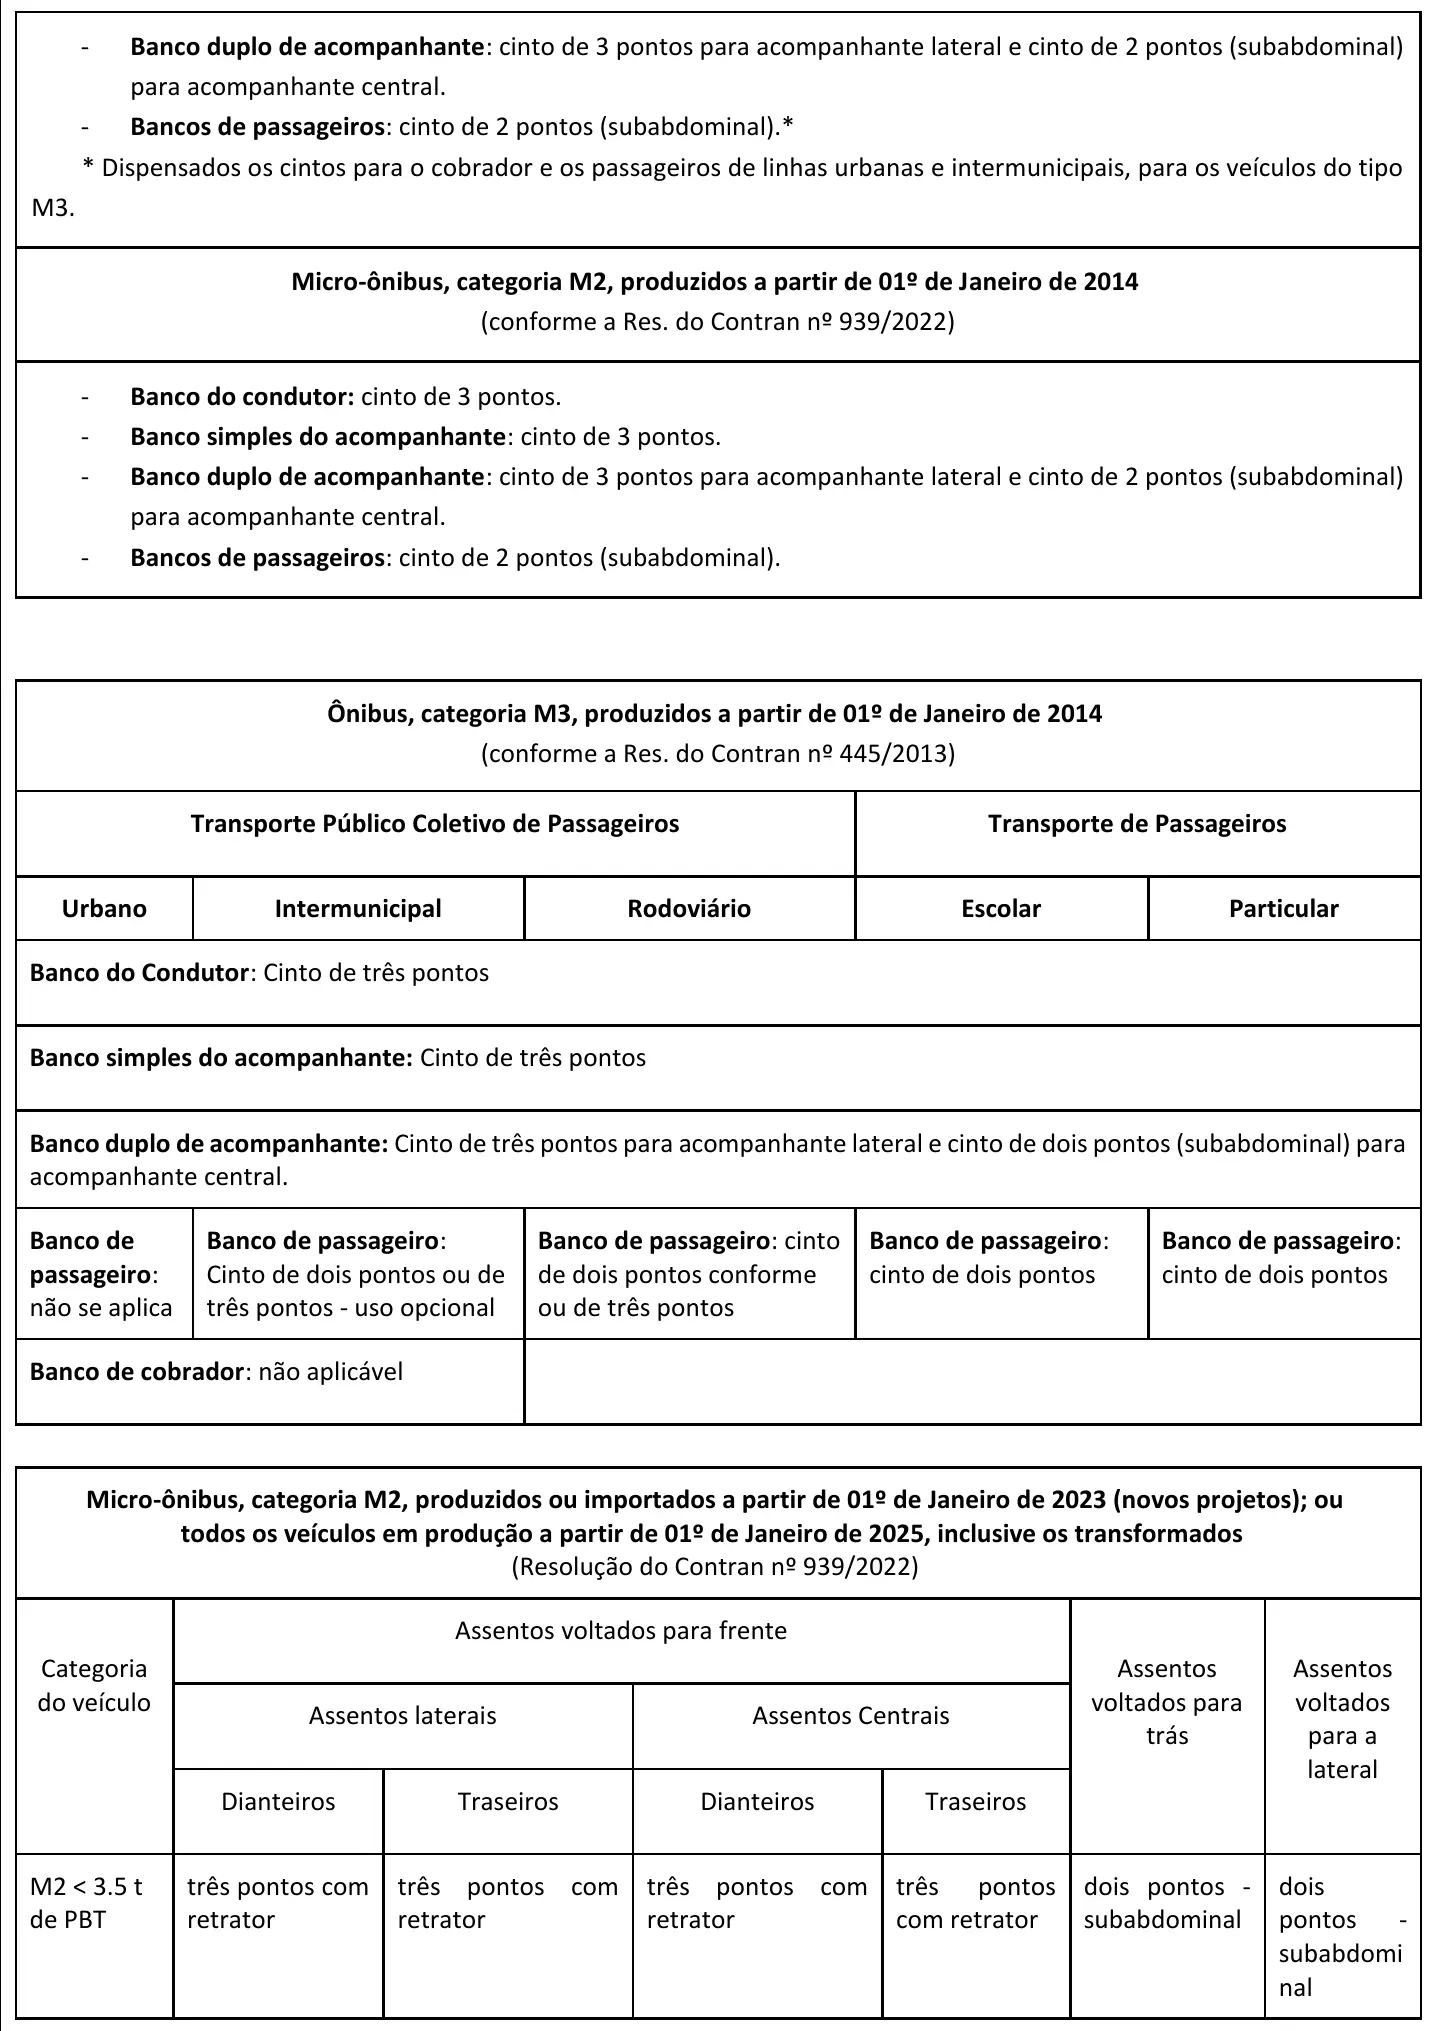 - Banco duplo de acompanhante: cinto de 3 pontos para acompanhante lateral e cinto de 2 pontos (subabdominal)
para acompanhante central.
- Bancos de passageiros: cinto de 2 pontos (subabdominal).*
* Dispensados os cintos para o cobrador e os passageiros de linhas urbanas e intermunicipais, para os veículos do tipo
M3.
Micro-ônibus, categoria M2, produzidos a partir de 01º de Janeiro de 2014
(conforme a Res. do Contran nº 939/2022)
- Banco do condutor: cinto de 3 pontos.
- Banco simples do acompanhante: cinto de 3 pontos.
- Banco duplo de acompanhante: cinto de 3 pontos para acompanhante lateral e cinto de 2 pontos (subabdominal)
para acompanhante central.
- Bancos de passageiros: cinto de 2 pontos (subabdominal).
Ônibus, categoria M3, produzidos a partir de 01º de Janeiro de 2014
(conforme a Res. do Contran nº 445/2013)
Transporte Público Coletivo de Passageiros
Transporte de Passageiros
Urbano
Intermunicipal
Rodoviário
Escolar
Particular
Banco do Condutor: Cinto de três pontos
Banco simples do acompanhante: Cinto de três pontos
Banco duplo de acompanhante: Cinto de três pontos para acompanhante lateral e cinto de dois pontos (subabdominal) para
acompanhante central.
Banco de
passageiro:
não se aplica
Banco de passageiro:
Cinto de dois pontos ou de
três pontos - uso opcional
Banco de passageiro: cinto
de dois pontos conforme
ou de três pontos
Banco de passageiro:
cinto de dois pontos
Banco de passageiro:
cinto de dois pontos
Banco de cobrador: não aplicável
Micro-ônibus, categoria M2, produzidos ou importados a partir de 01º de Janeiro de 2023 (novos projetos); ou
todos os veículos em produção a partir de 01º de Janeiro de 2025, inclusive os transformados
(Resolução do Contran nº 939/2022)
Categoria
do veículo
Assentos voltados para frente
Assentos laterais
Assentos Centrais
Dianteiros
Traseiros
Dianteiros
Traseiros
Assentos
voltados para
trás
Assentos
voltados
para a
lateral
M2 < 3.5 t
de PBT
três pontos com
retrator
três pontos com
retrator
três pontos com
retrator
três pontos
com retrator
dois pontos -
subabdominal
dois
pontos -
subabdomi
nal